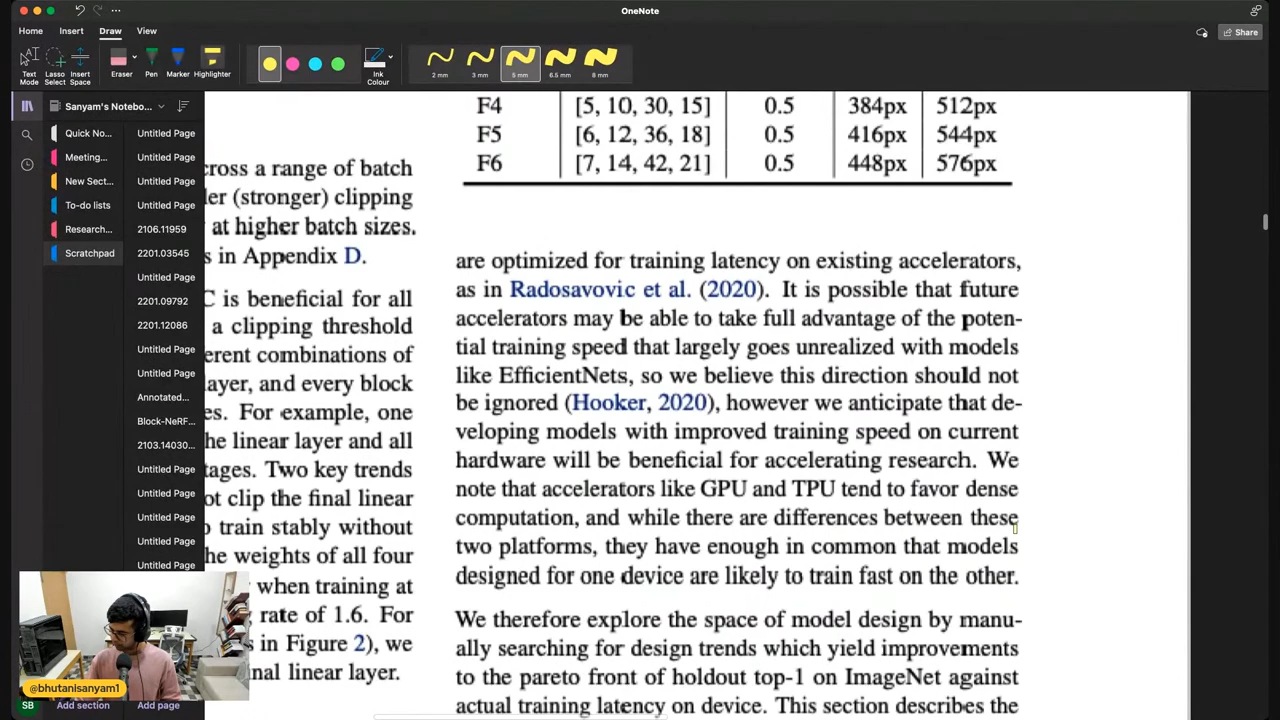 OneNote
Home
Insert
Draw
View
Share
Text
Mode
Lasso
Select
Insert
Space
Eraser
Pen
Marker
Highlighter
Ink
Colour
2 mm
3 mm
5 mm
6.5 mm
8 mm
Sanyam's Notebo...
Quick No...
Meeting...
New Sect...
To-do lists
Research...
Scratchpad
Untitled Page
Untitled Page
Untitled Page
Untitled Page
2106.11959
2201.03545
Untitled Page
2201.09792
2201.12086
Untitled Page
Untitled Page
Annotated...
Block-NeRF...
2103.14030...
Untitled Page
Untitled Page
Untitled Page
Untitled Page
Untitled Page
cross a range of batch
ler (stronger) clipping
at higher batch sizes.
s in Appendix D.
C is beneficial for all
a clipping threshold
erent combinations of
layer, and every block
es. For example, one
he linear layer and all
tages. Two key trends
ot clip the final linear
o train stably without
he weights of all four
when training at
rate of 1.6. For
s in Figure 2), we
nal linear layer.
F4 [5, 10, 30, 15] 0.5 384px 512px
F5 [6, 12, 36, 18] 0.5 416px 544px
F6 [7, 14, 42, 21] 0.5 448px 576px
are optimized for training latency on existing accelerators,
as in Radosavovic et al. (2020). It is possible that future
accelerators may be able to take full advantage of the poten-
tial training speed that largely goes unrealized with models
like EfficientNets, so we believe this direction should not
be ignored (Hooker, 2020), however we anticipate that de-
veloping models with improved training speed on current
hardware will be beneficial for accelerating research. We
note that accelerators like GPU and TPU tend to favor dense
computation, and while there are differences between these
two platforms, they have enough in common that models
designed for one device are likely to train fast on the other.
We therefore explore the space of model design by manu-
ally searching for design trends which yield improvements
to the pareto front of holdout top-1 on ImageNet against
actual training latency on device. This section describes the
@bhutanisanyam1
SB
Add section
Add page